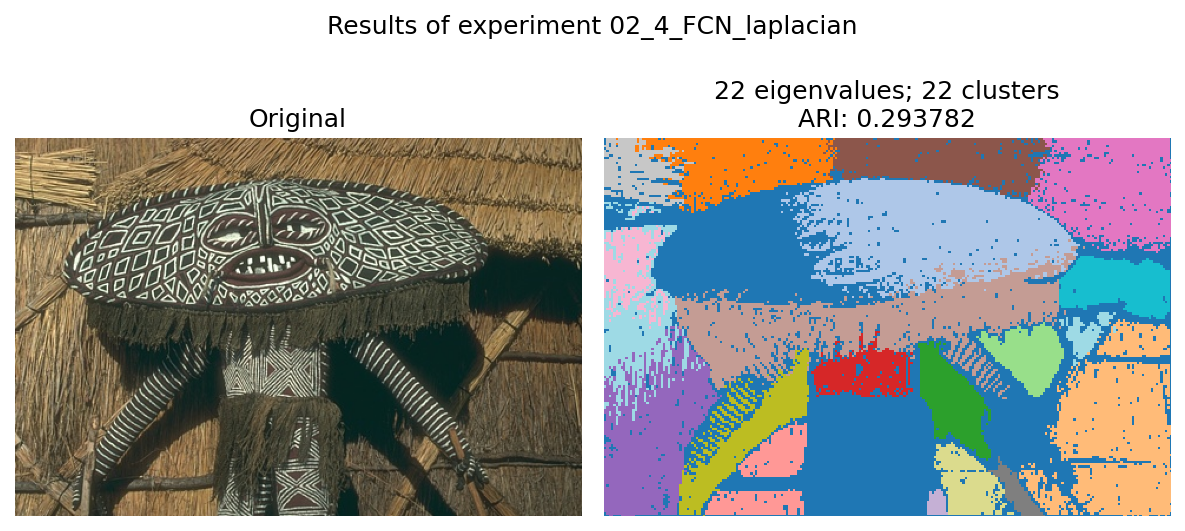 Results of experiment 02_4_FCN_laplacian
Original
22 eigenvalues; 22 clusters
ARI: 0.293782